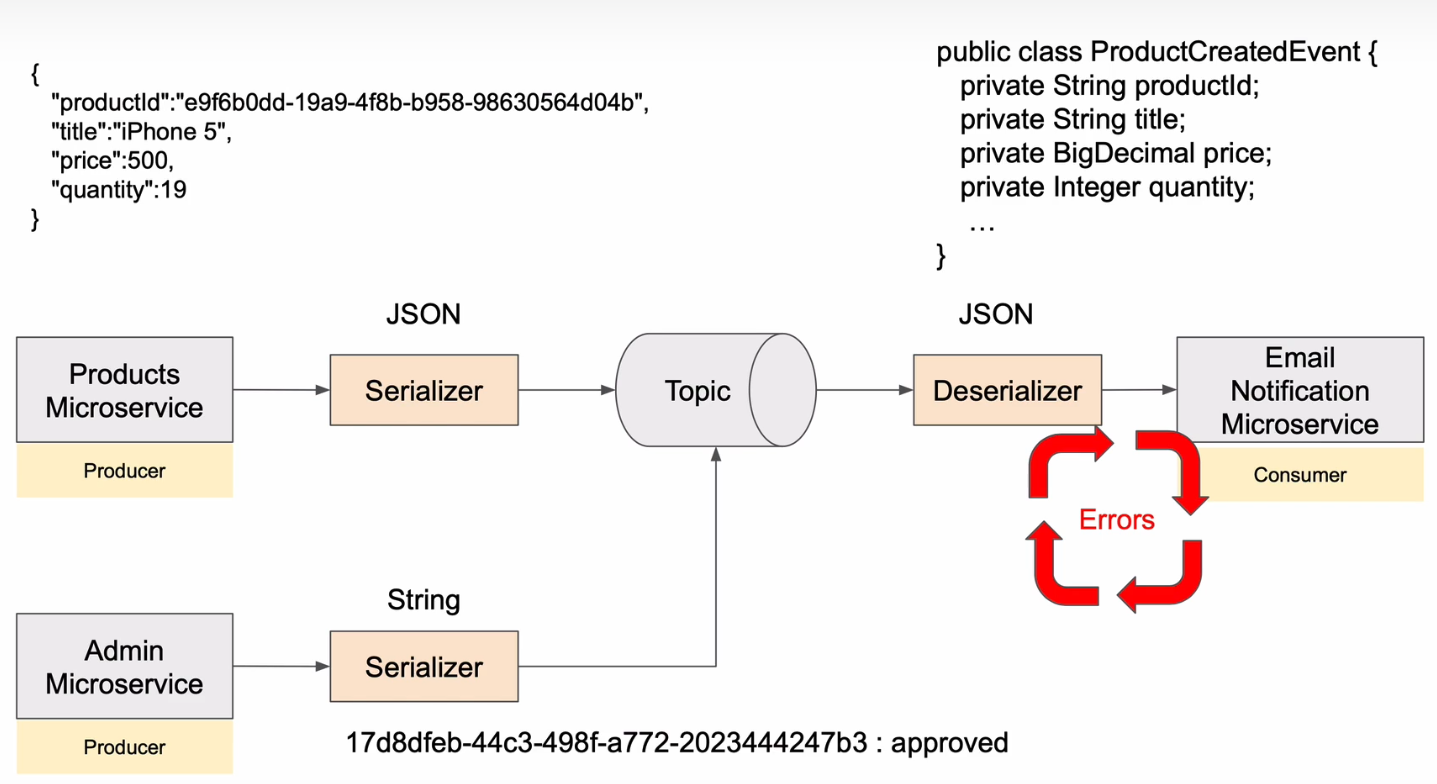 {
"productId":"e9f6b0dd-19a9-4f8b-b958-98630564d04b",
"title":"iPhone 5",
"price":500,
"quantity":19
}
public class ProductCreatedEvent {
private String productId;
private String title;
private BigDecimal price;
private Integer quantity;
...
}
JSON
JSON
Products
Microservice
Producer
Serializer
Topic
Deserializer
Email
Notification
Microservice
Consumer
Errors
String
Admin
Microservice
Producer
Serializer
17d8dfeb-44c3-498f-a772-2023444247b3 : approved